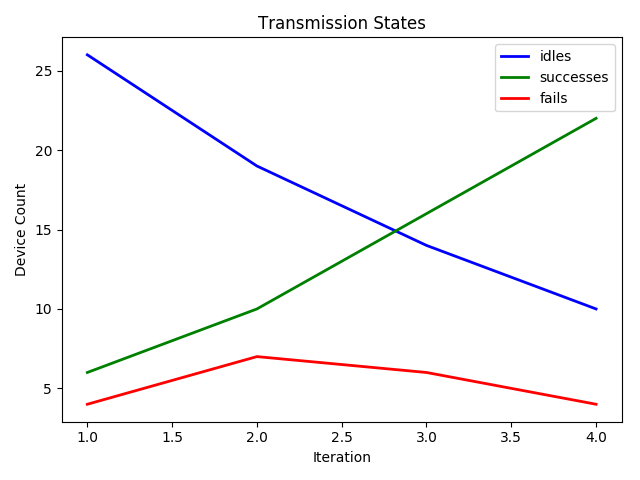 Transmission States
idles
successes
fails
Device Count
25
20
15
10
5
1.0 1.5 2.0 2.5 3.0 3.5 4.0
Iteration